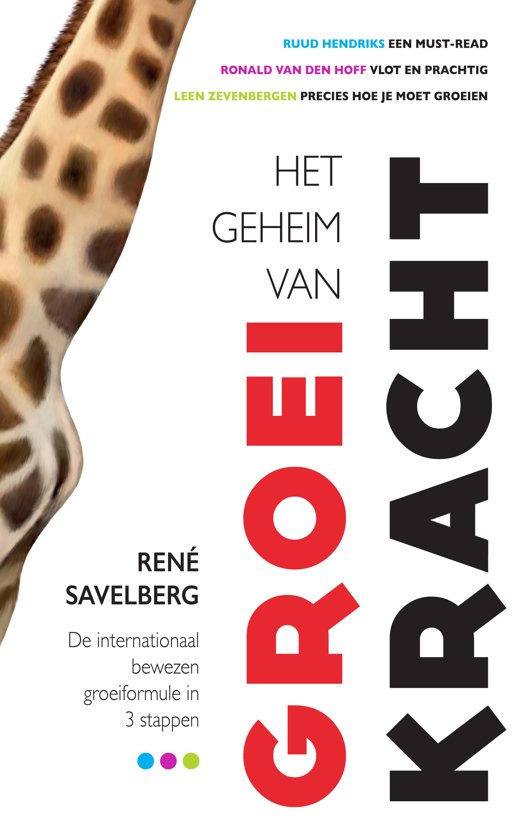 RUUD HENDRIKS EEN MUST-READ
RONALD VAN DEN HOFF VLOT EN PRACHTIG
LEEN ZEVENBERGEN PRECIES HOE JE MOET GROEIEN
HET
GEHEIM
VAN
GROEI
KRACHT
RENÉ
SAVELBERG
De internationaal
bewezen
groeiformule in
3 stappen